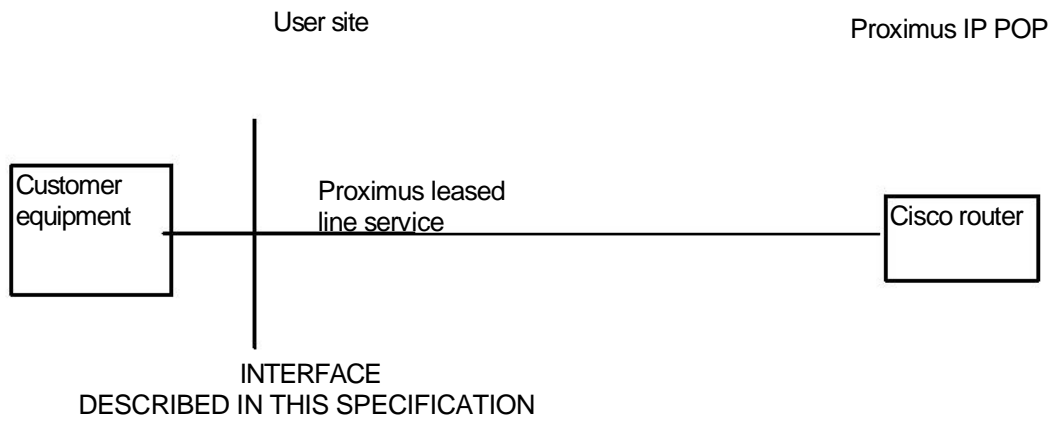 User site
Proximus IP POP
Customer
equipment
Proximus leased
line service
Cisco router
INTERFACE
DESCRIBED IN THIS SPECIFICATION